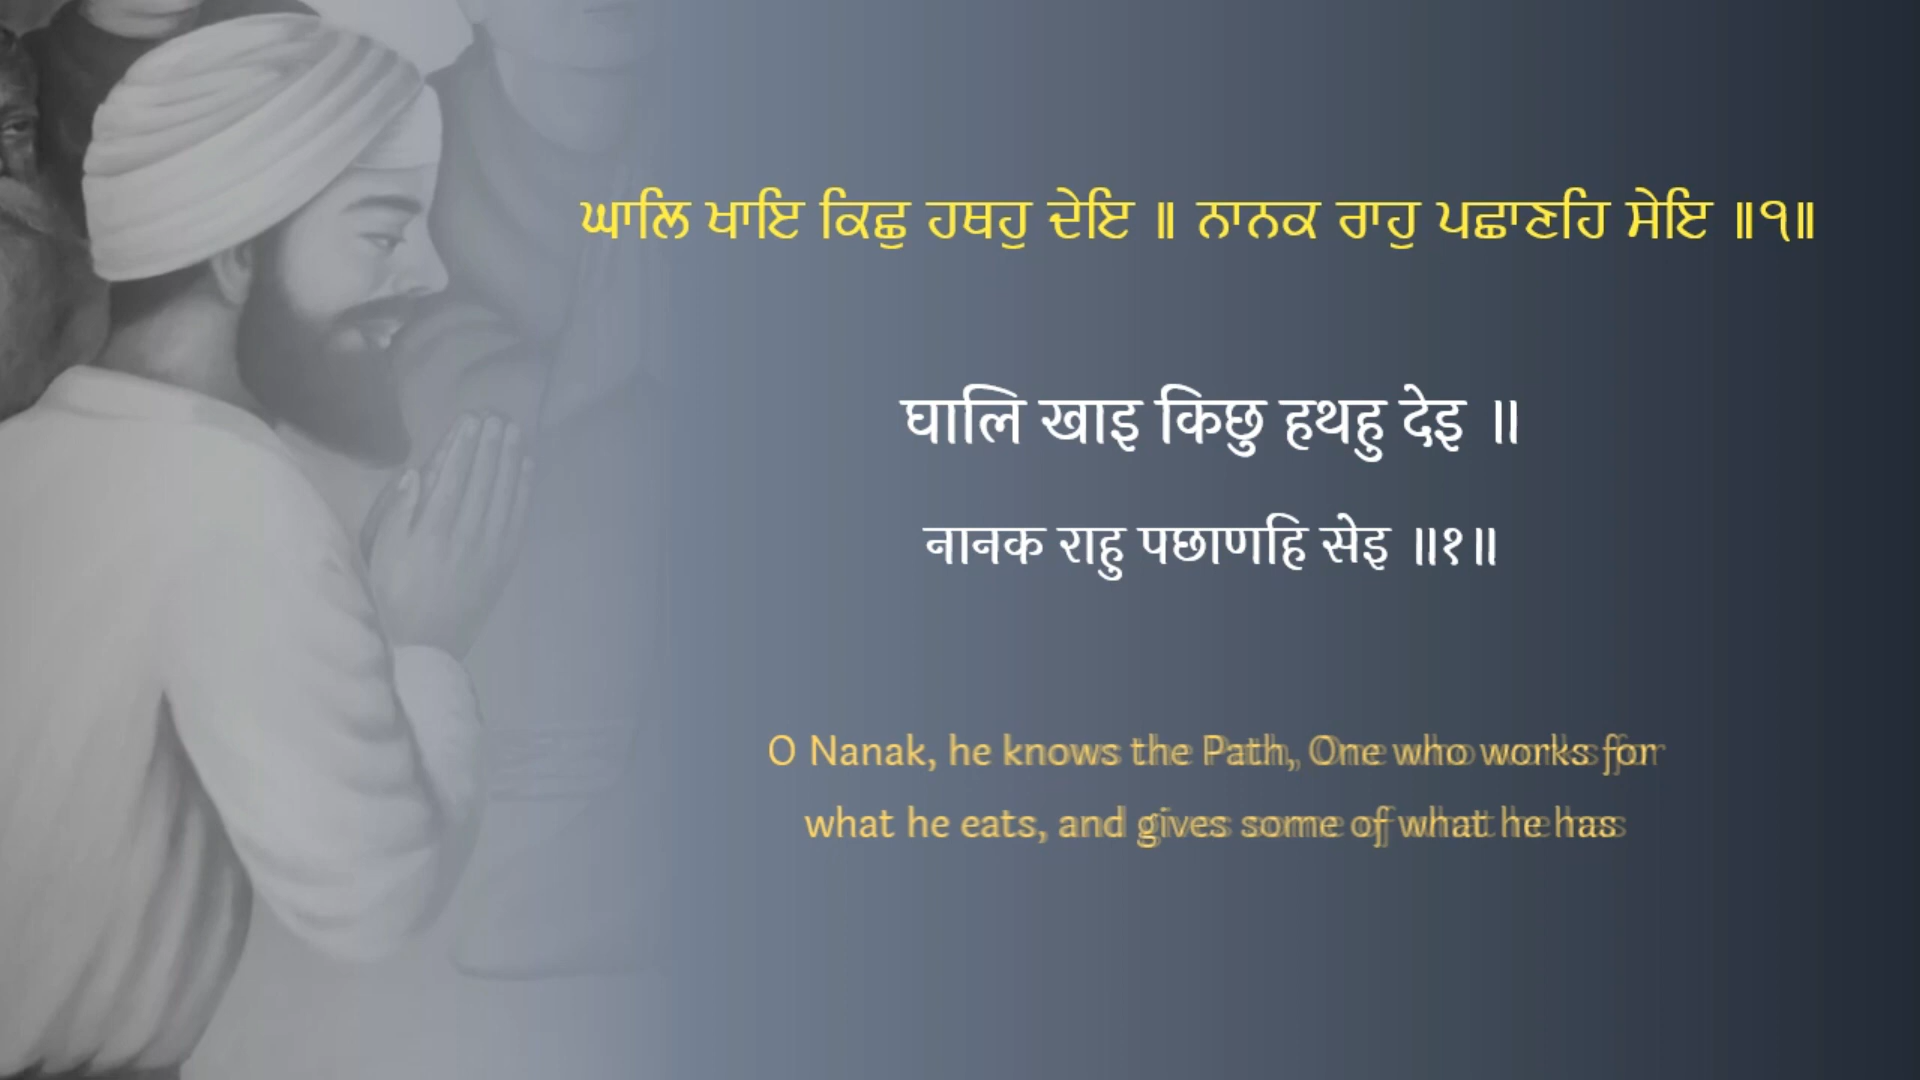 ਘਾਲਿ ਖਾਇ ਕਿਛੁ ਹਥਹੁ ਦੇਇ ॥ ਨਾਨਕ ਰਾਹੁ ਪਛਾਣਹਿ ਸੇਇ ॥੧॥
घालि खाइ किछु हथहु देइ ॥
नानक राहु पछाणहि सेइ ॥१॥
O Nanak, he knows the Path, One who works for
what he eats, and gives some of what he has